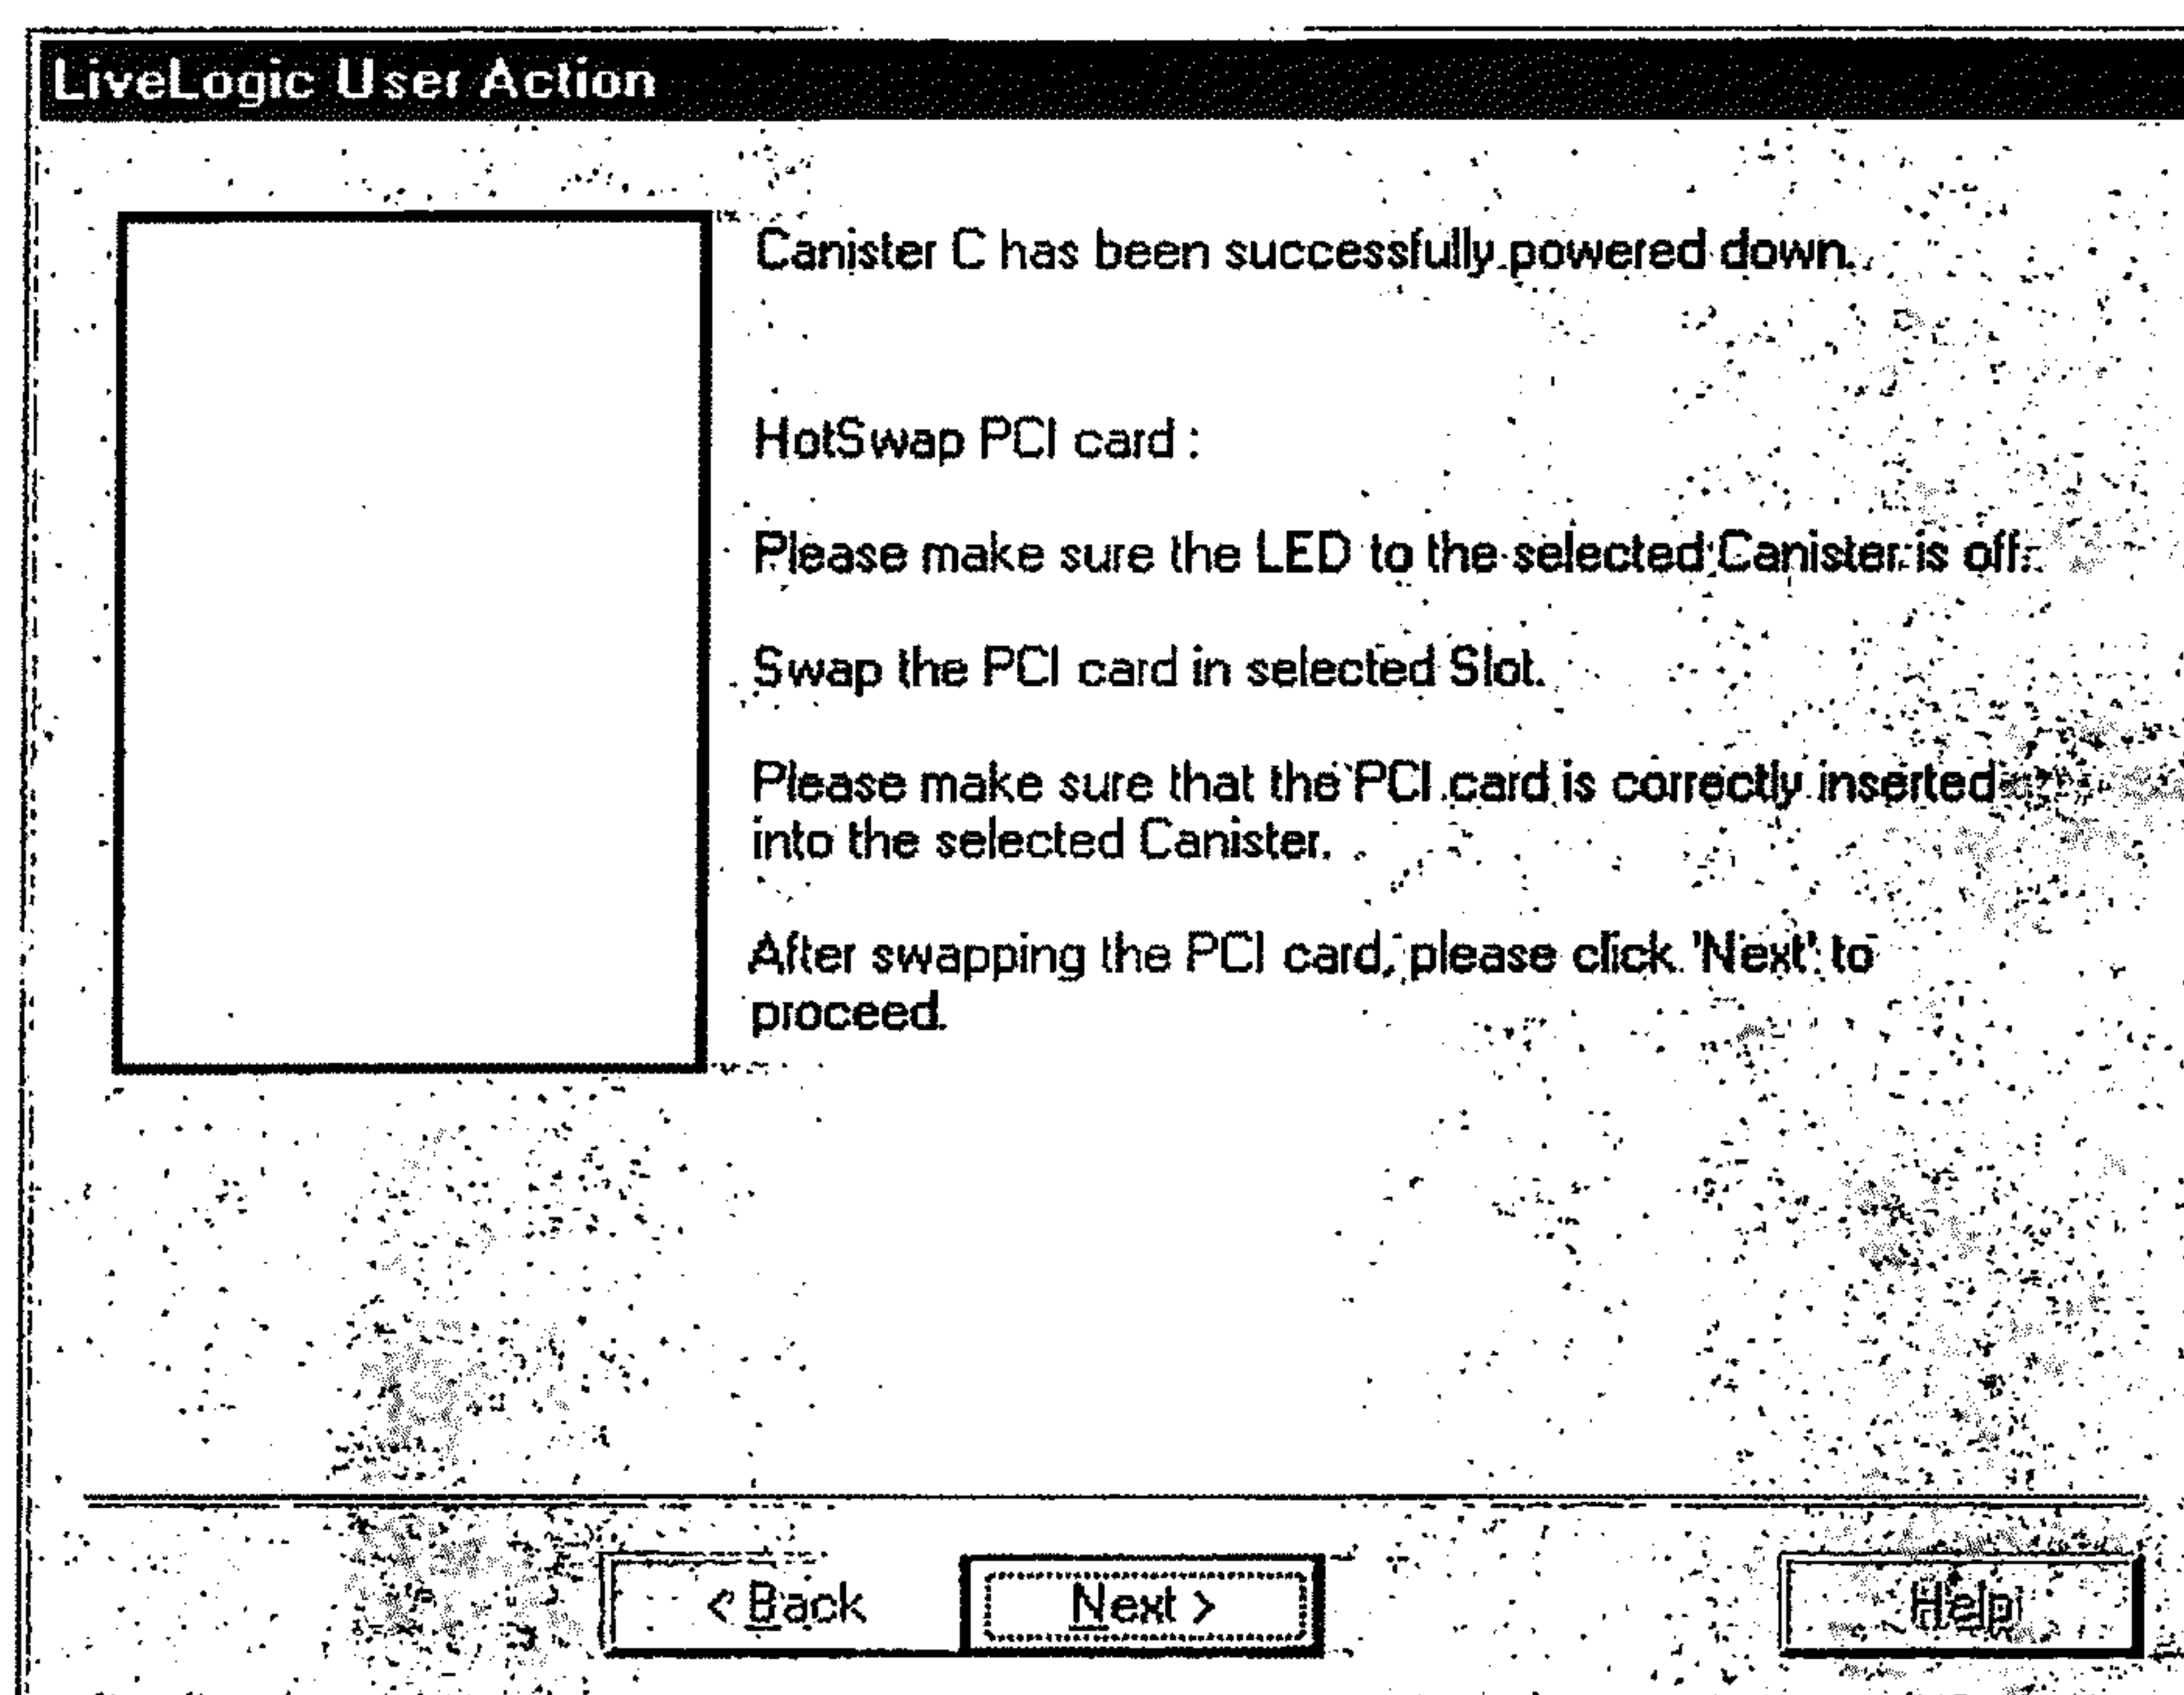 LiveLogic User Action
Canister C has been successfully powered down.
HotSwap PCI card :
Please make sure the LED to the selected Canister is off.
Swap the PCI card in selected Slot.
Please make sure that the PCI card is correctly inserted
into the selected Canister.
After swapping the PCI card, please click 'Next' to
proceed.
< Back
Next >
Help